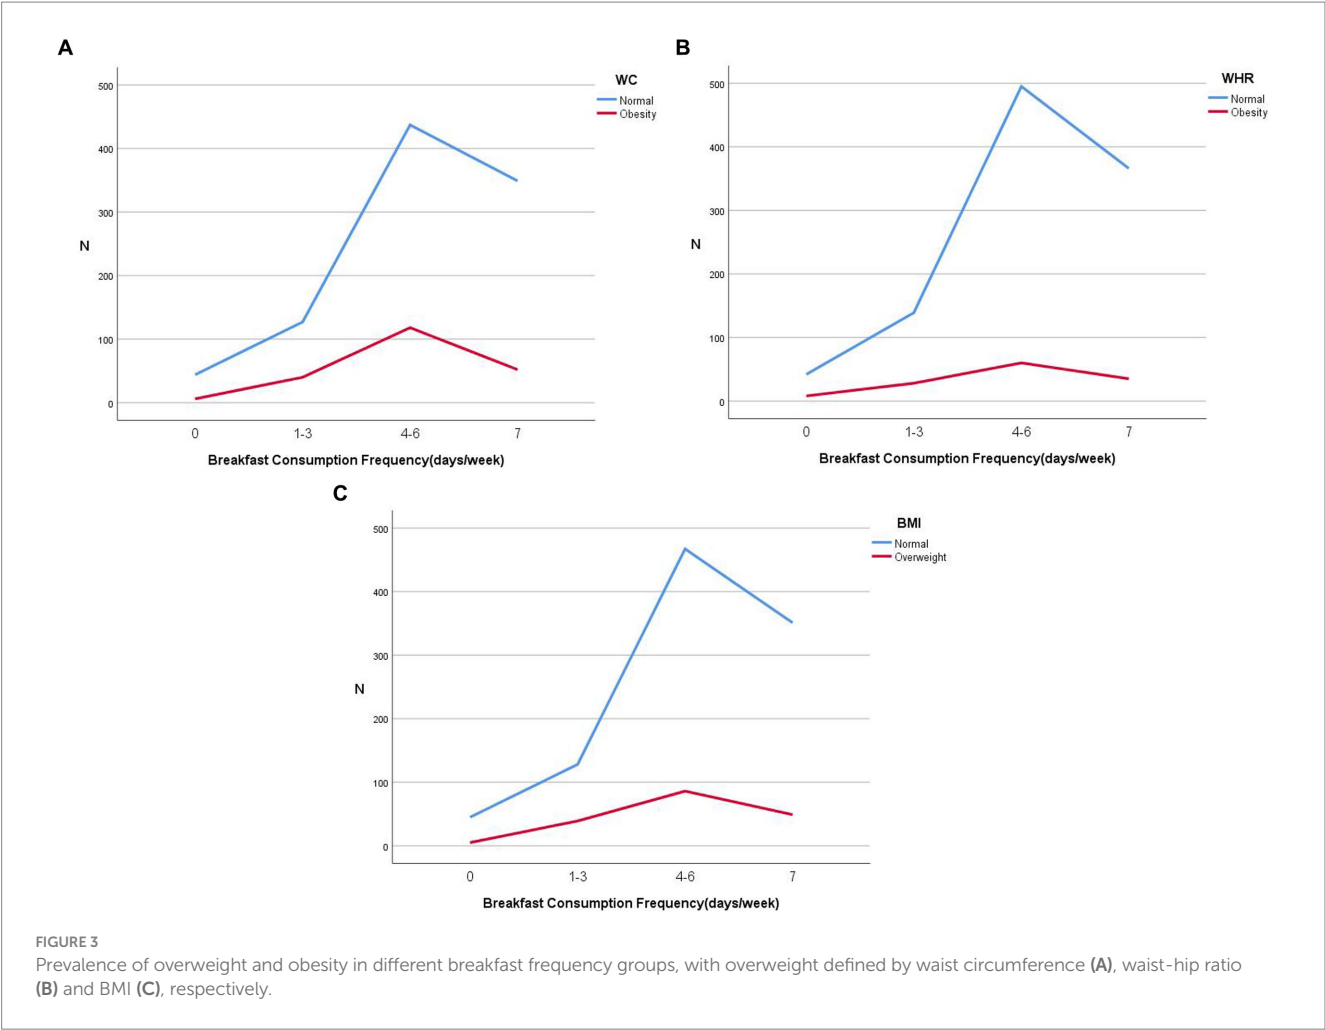 A
WC
Normal
Obesity
500
400
300
200
100
0
N
0 1-3 4-6 7
Breakfast Consumption Frequency(days/week)
B
WHR
Normal
Obesity
500
400
300
200
100
0
N
0 1-3 4-6 7
Breakfast Consumption Frequency(days/week)
C
BMI
Normal
Overweight
500
400
300
200
100
0
N
0 1-3 4-6 7
Breakfast Consumption Frequency(days/week)
FIGURE 3
Prevalence of overweight and obesity in different breakfast frequency groups, with overweight defined by waist circumference (A), waist-hip ratio
(B) and BMI (C), respectively.